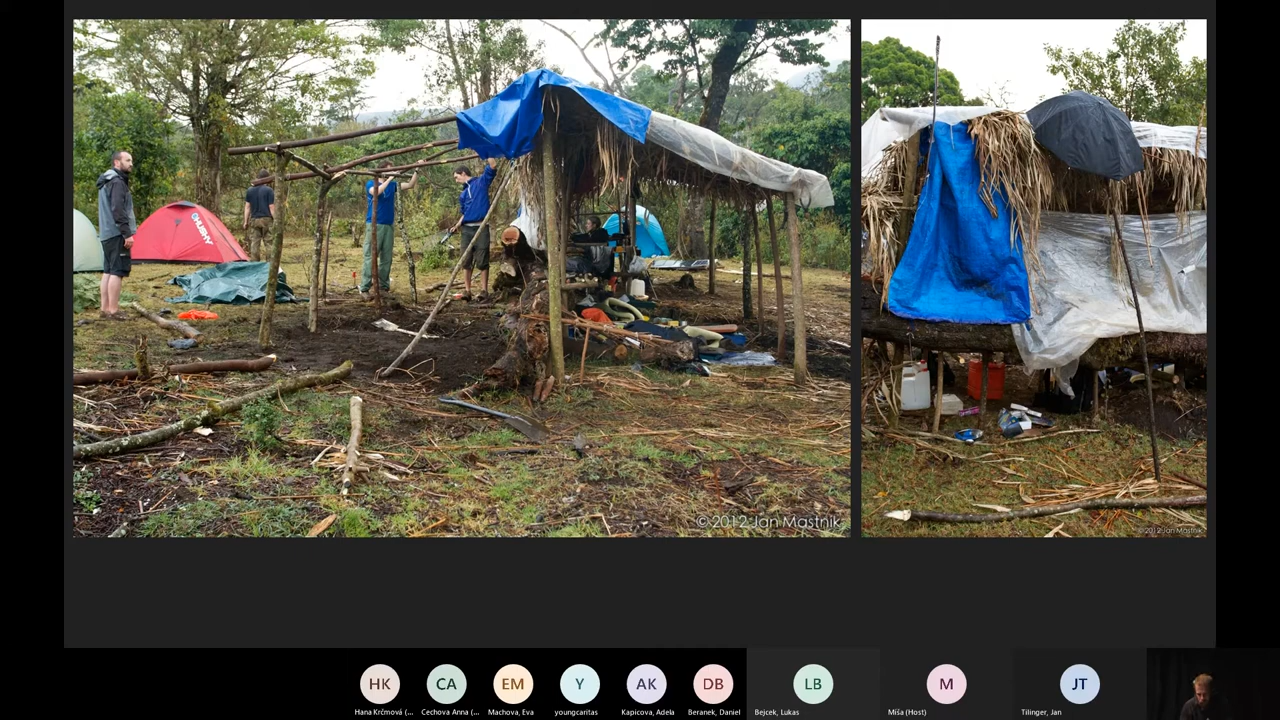 HUSKY
© 2012 Jan Mastnik
© 2012 Jan Mastnik
HK
CA
EM
Y
AK
DB
LB
M
JT
Hana Krčmová (...
Cechova Anna (...
Machova, Eva
youngcaritas
Kapicova, Adela
Beranek, Daniel
Bejcek, Lukas
Míša (Host)
Tilinger, Jan